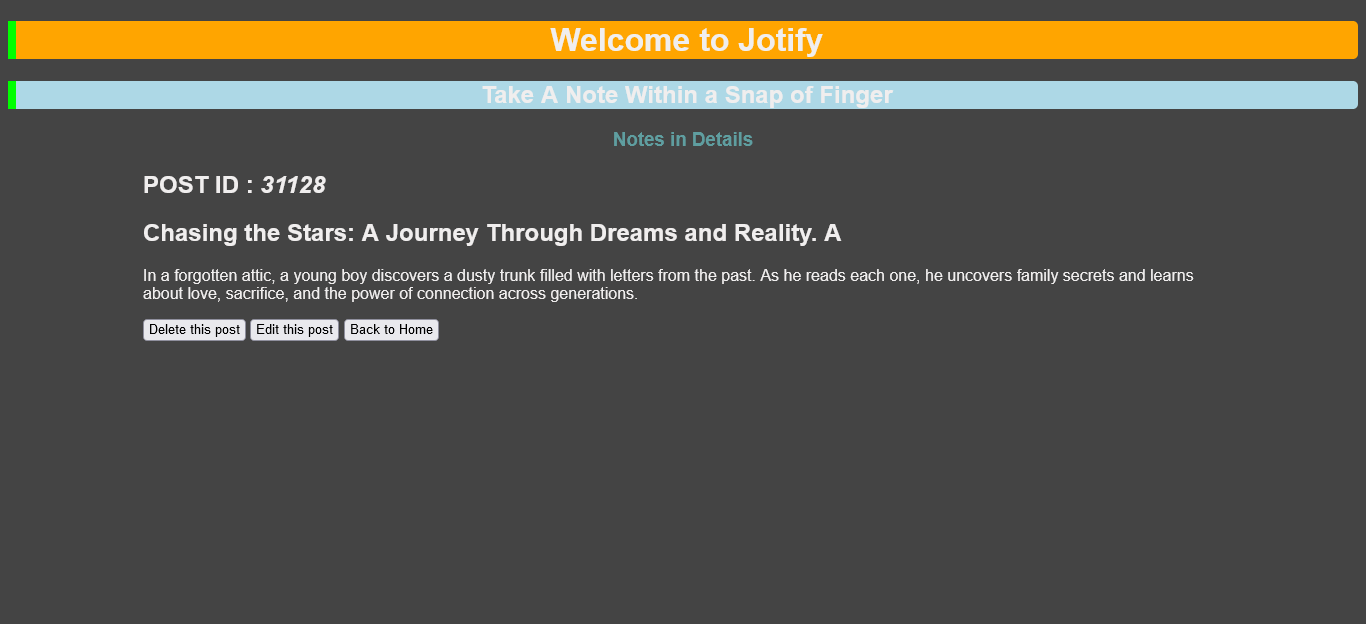 Welcome to Jotify
Take A Note Within a Snap of Finger
Notes in Details
POST ID : 31128
Chasing the Stars: A Journey Through Dreams and Reality. A
In a forgotten attic, a young boy discovers a dusty trunk filled with letters from the past. As he reads each one, he uncovers family secrets and learns
about love, sacrifice, and the power of connection across generations.
Delete this post Edit this post Back to Home